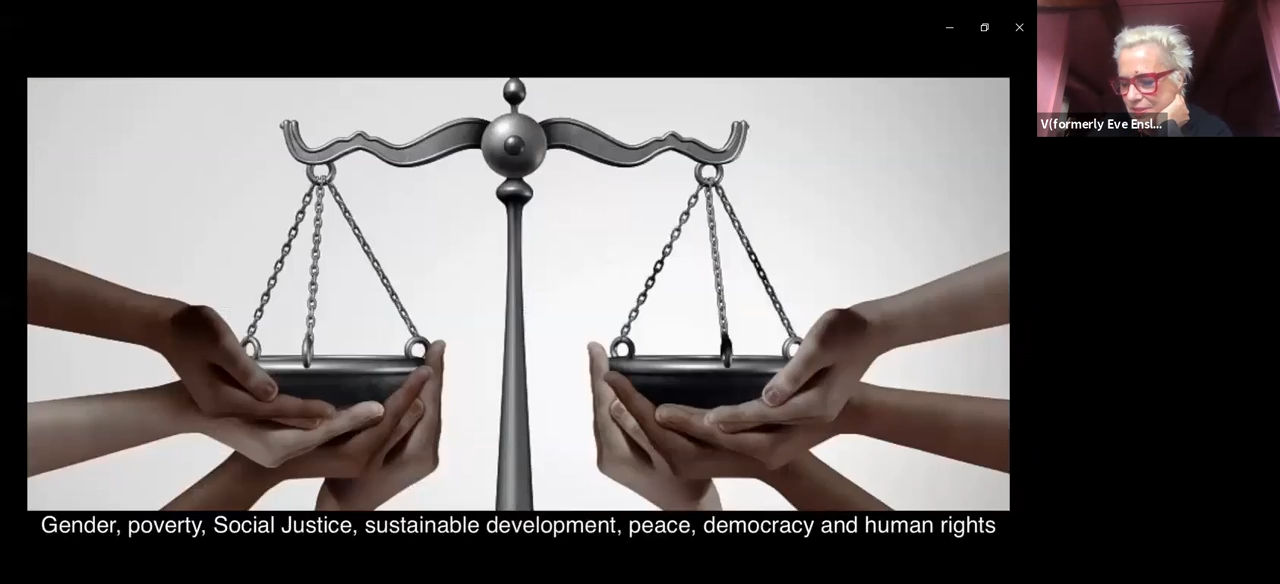 V(formerly Eve Ensl...
Gender, poverty, Social Justice, sustainable development, peace, democracy and human rights